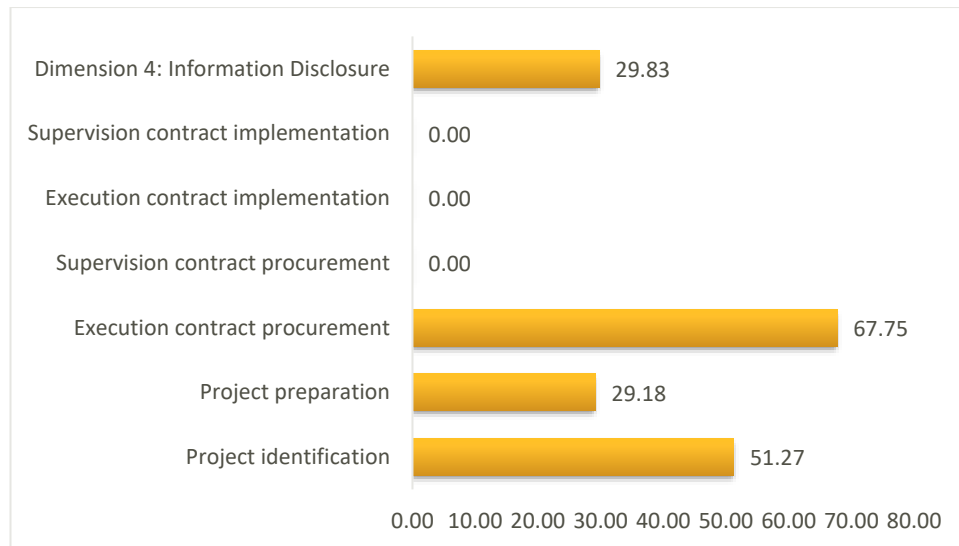 Dimension 4: Information Disclosure 29.83
Supervision contract implementation 0.00
Execution contract implementation 0.00
Supervision contract procurement 0.00
Execution contract procurement 67.75
Project preparation 29.18
Project identification 51.27
0.00 10.00 20.00 30.00 40.00 50.00 60.00 70.00 80.00